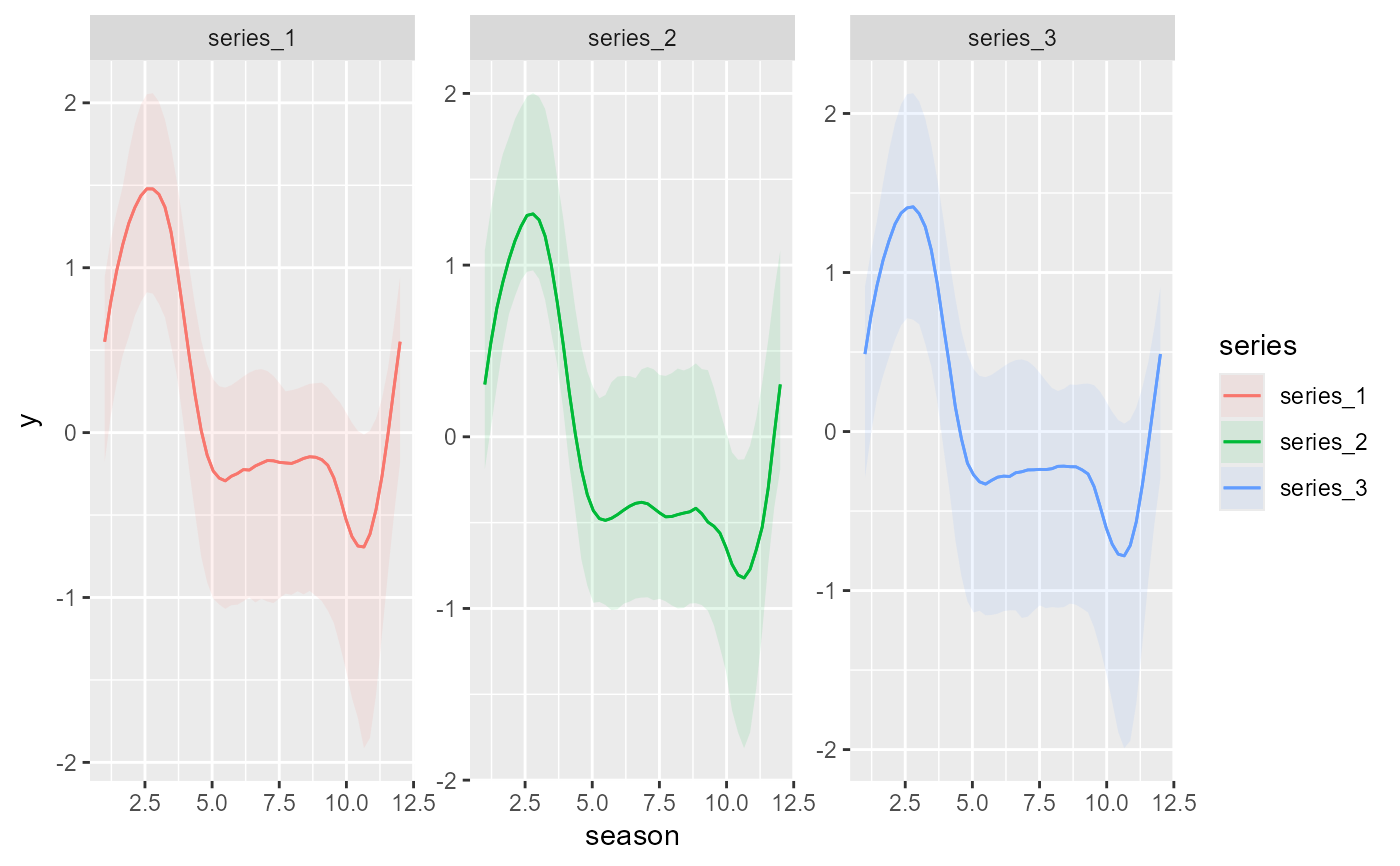 series_1 series_2 series_3
2 2 2
1 1 1
0 0 0
-1 -1 -1
-2 -2 -2
2.5 5.0 7.5 10.0 12.5 2.5 5.0 7.5 10.0 12.5 2.5 5.0 7.5 10.0 12.5
y
season
series
series_1
series_2
series_3